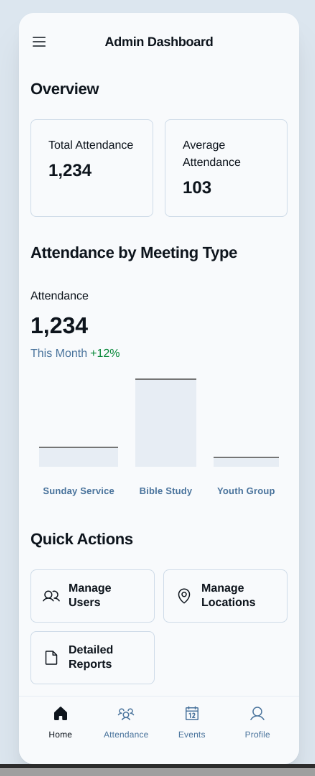 Admin Dashboard
Overview
Total Attendance
1,234
Average
Attendance
103
Attendance by Meeting Type
Attendance
1,234
This Month +12%
Sunday Service
Bible Study
Youth Group
Quick Actions
Manage
Users
Manage
Locations
Detailed
Reports
12
Home
Attendance
Events
Profile